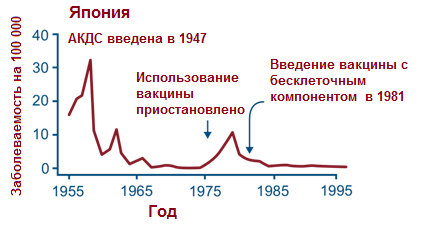 Япония
АКДС введена в 1947
Заболеваемость на 100 000
40
30
20
10
0
Использование
вакцины
приостановлено
Введение вакцины с
бесклеточным
компонентом в 1981
1955
1965
1975
1985
1995
Год